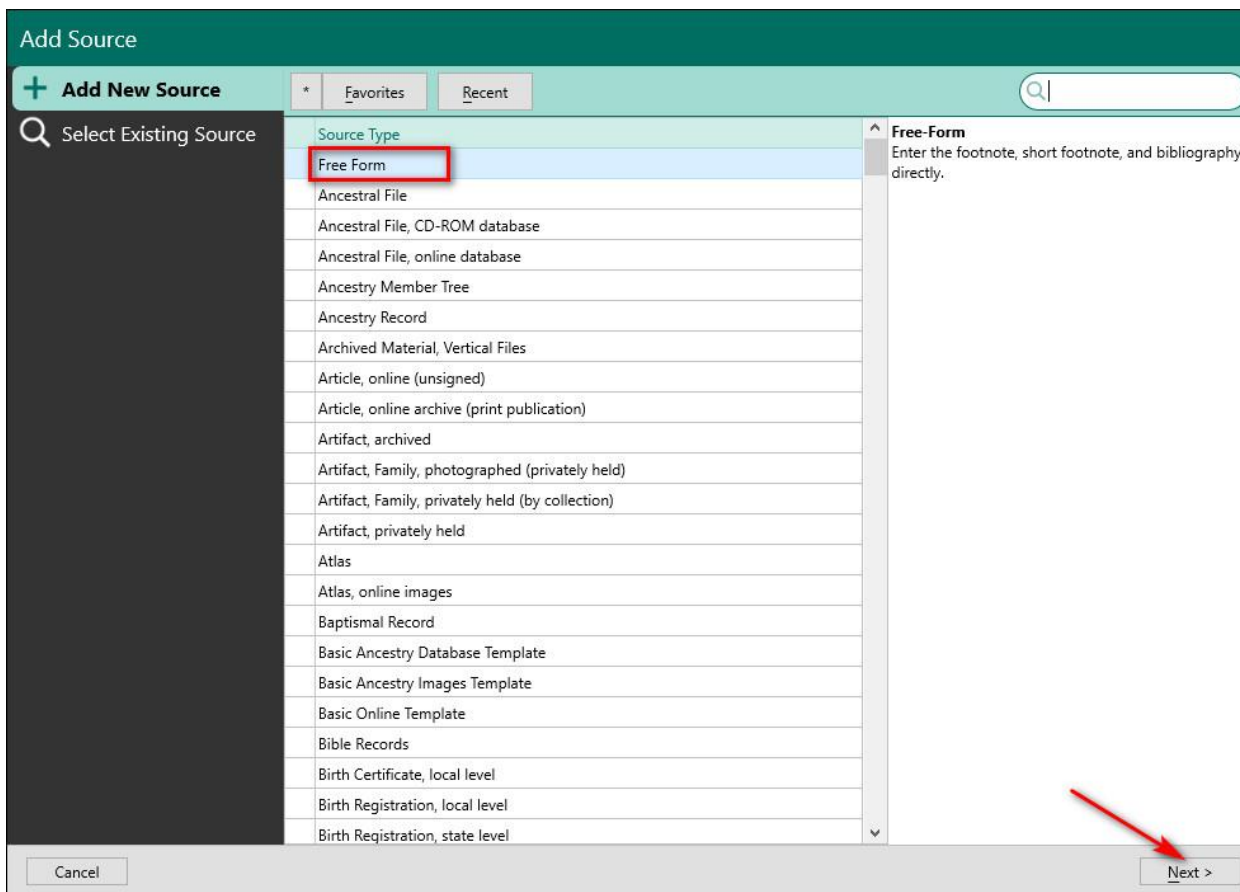 Add Source
Add New Source
Select Existing Source
* Favorites Recent
Source Type
Free Form
Ancestral File
Ancestral File, CD-ROM database
Ancestral File, online database
Ancestry Member Tree
Ancestry Record
Archived Material, Vertical Files
Article, online (unsigned)
Article, online archive (print publication)
Artifact, archived
Artifact, Family, photographed (privately held)
Artifact, Family, privately held (by collection)
Artifact, privately held
Atlas
Atlas, online images
Baptismal Record
Basic Ancestry Database Template
Basic Ancestry Images Template
Basic Online Template
Bible Records
Birth Certificate, local level
Birth Registration, local level
Birth Registration, state level
Free-Form
Enter the footnote, short footnote, and bibliography
directly.
Cancel
Next >